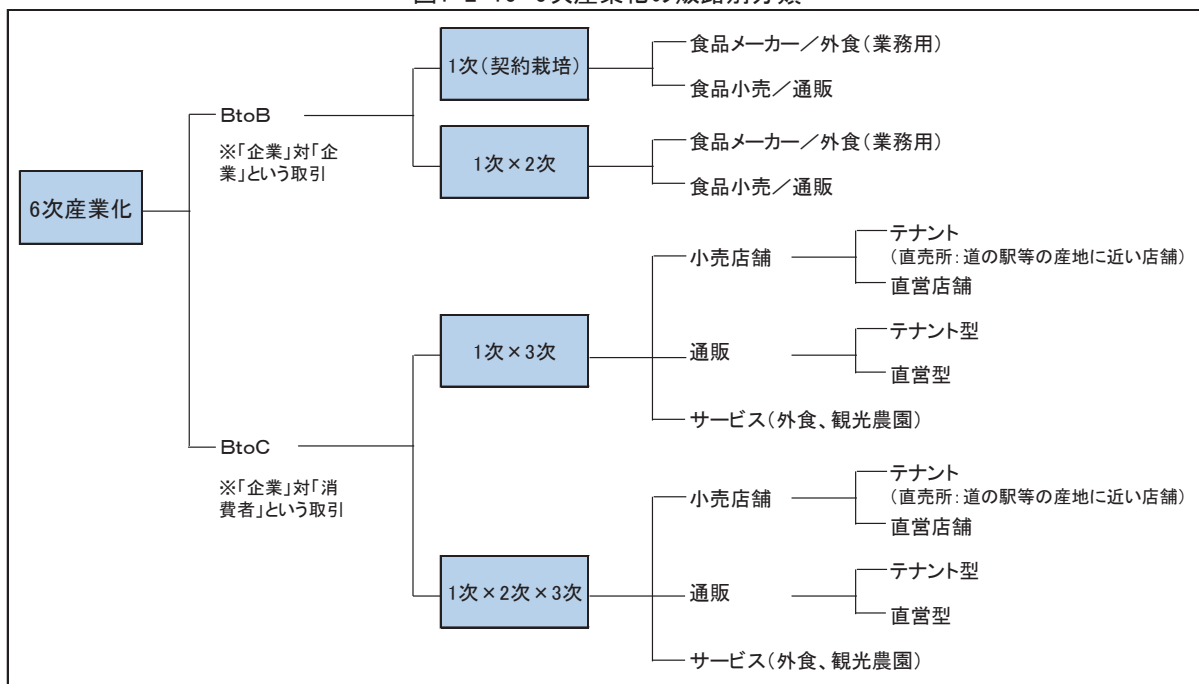 6次産業化
BtoB
※「企業」対「企
業」という取引
1次(契約栽培)
食品メーカー/外食(業務用)
食品小売/通販
1次×2次
食品メーカー/外食(業務用)
食品小売/通販
BtoC
※「企業」対「消
費者」という取引
1次×3次
小売店舗
テナント
(直売所:道の駅等の産地に近い店舗)
直営店舗
通販
テナント型
直営型
サービス(外食、観光農園)
1次×2次×3次
小売店舗
テナント
(直売所:道の駅等の産地に近い店舗)
直営店舗
通販
テナント型
直営型
サービス(外食、観光農園)